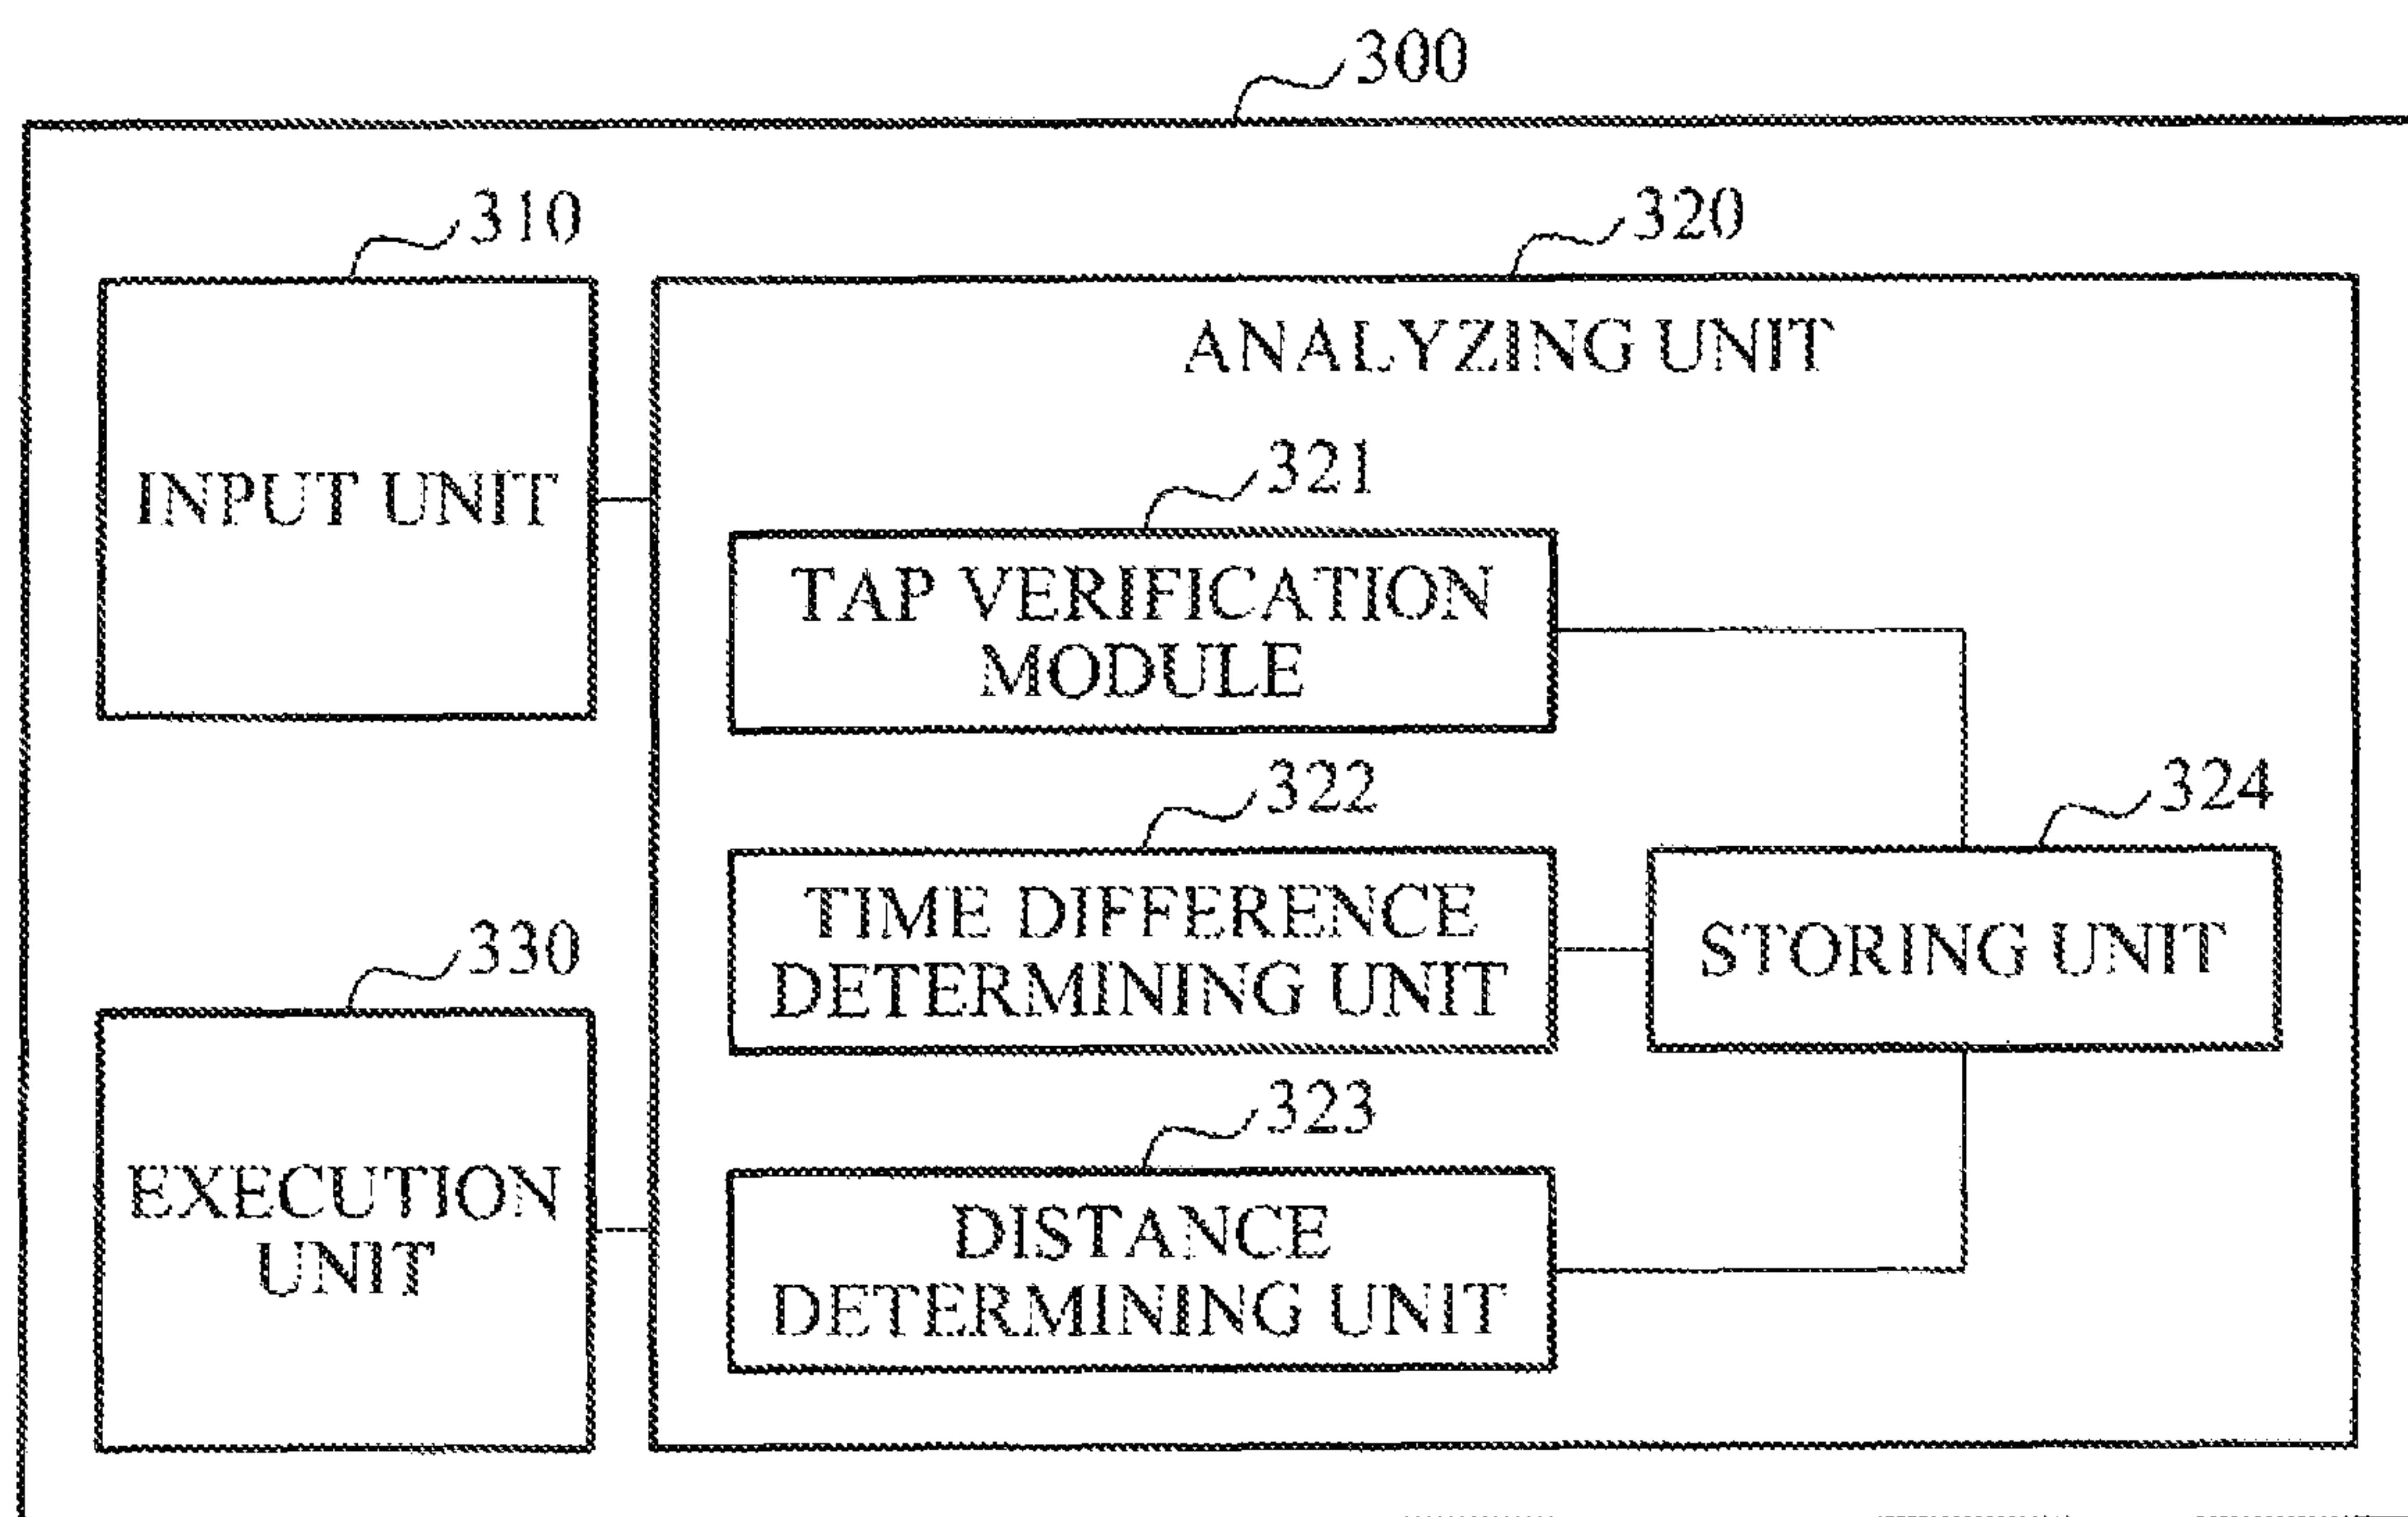 300
310
320
ANALYZING UNIT
INPUT UNIT
321
TAP VERIFICATION
MODULE
322
324
TIME DIFFERENCE
DETERMINING UNIT
STORING UNIT
330
EXECUTION
UNIT
323
DISTANCE
DETERMINING UNIT